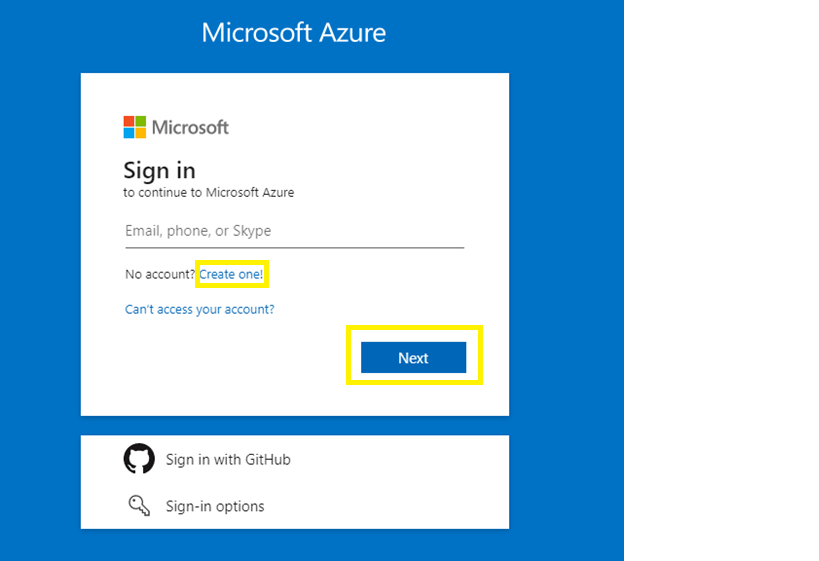 Microsoft Azure
Microsoft
Sign in
to continue to Microsoft Azure
Email, phone, or Skype
No account? Create one!
Can't access your account?
Next
Sign in with GitHub
Sign-in options